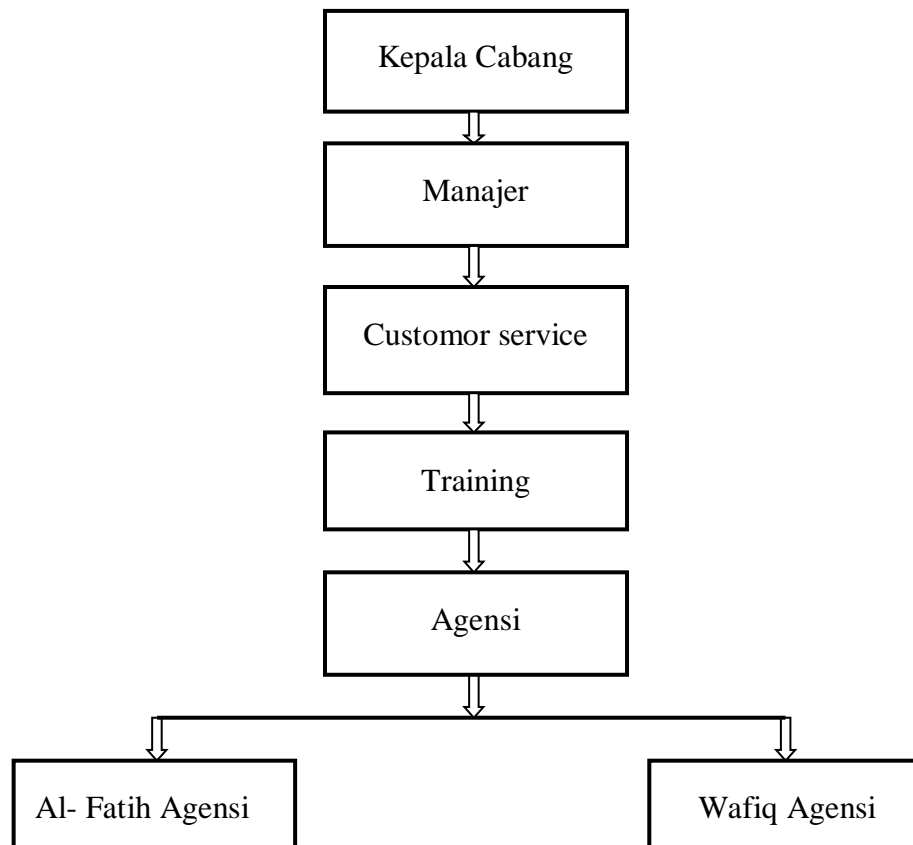 Kepala Cabang
Manajer
Customor service
Training
Agensi
Al- Fatih Agensi
Wafiq Agensi